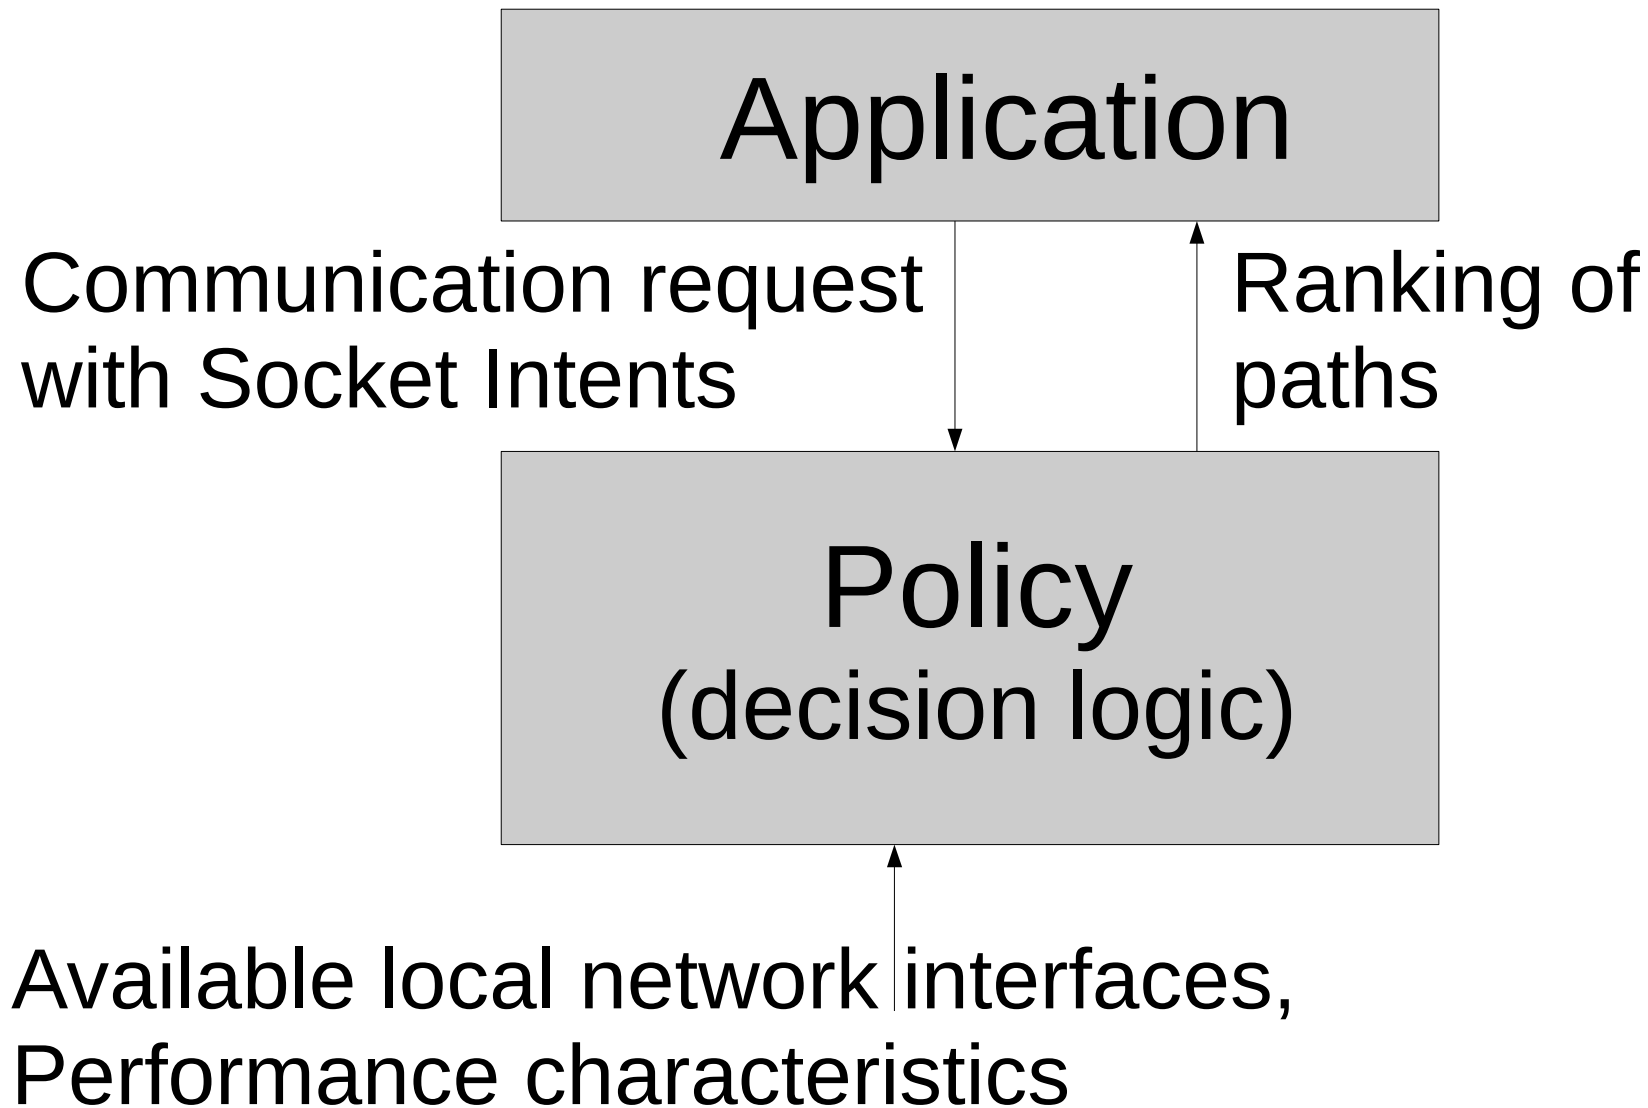 Application
Communication request
with Socket Intents
Ranking of
paths
Policy
(decision logic)
Available local network interfaces,
Performance characteristics